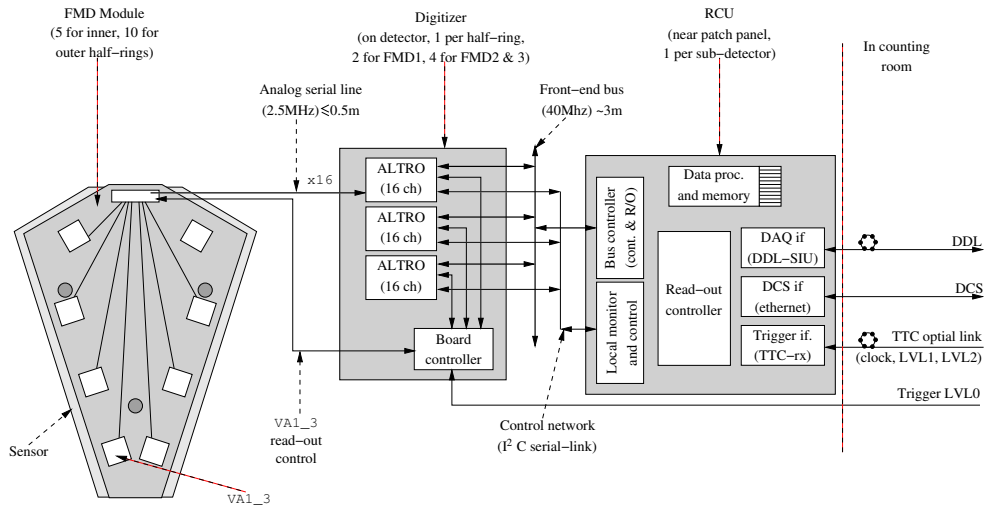 FMD Module
(5 for inner, 10 for
outer half−rings)
Digitizer
(on detector, 1 per half−ring,
2 for FMD1, 4 for FMD2 & 3)
RCU
(near patch panel,
1 per sub−detector)
In counting
room
Analog serial line
(2.5MHz) ⩽0.5m
Front−end bus
(40Mhz) ~3m
x16
ALTRO
(16 ch)
ALTRO
(16 ch)
ALTRO
(16 ch)
Board
controller
Bus controller
(cont. & R/O)
Local monitor
and control
Data proc.
and memory
Read−out
controller
DAQ if
(DDL−SIU)
DCS if
(ethernet)
Trigger if.
(TTC−rx)
DDL
DCS
TTC optial link
(clock, LVL1, LVL2)
Trigger LVL0
Sensor
VA1_3
read−out
control
Control network
(I² C serial−link)
VA1_3